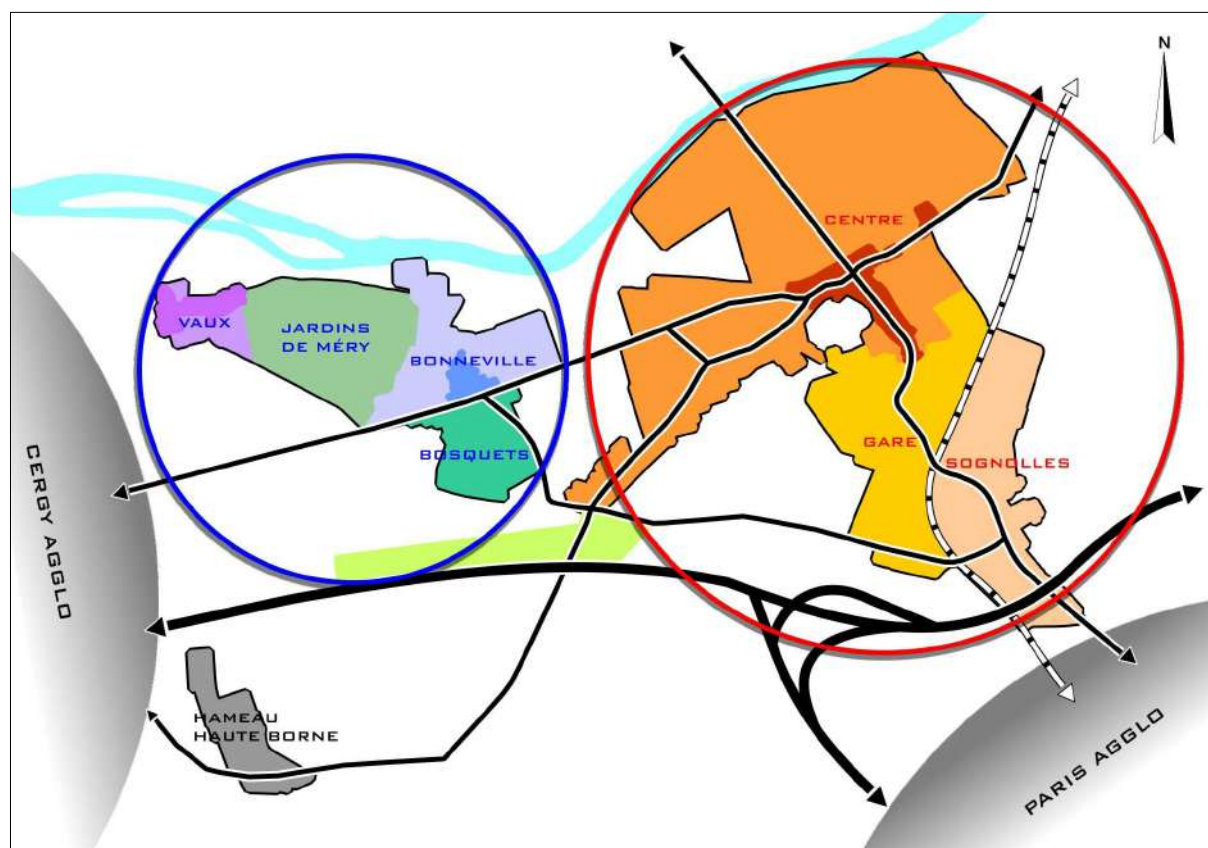 N
CENTRE
VAUX
JARDINS
DE MÉRY
BONNEVILLE
BOSQUETS
GARE
SOGNOLLES
CERGY AGGLO
HAMEAU
HAUTE BORNE
PARIS AGGLO